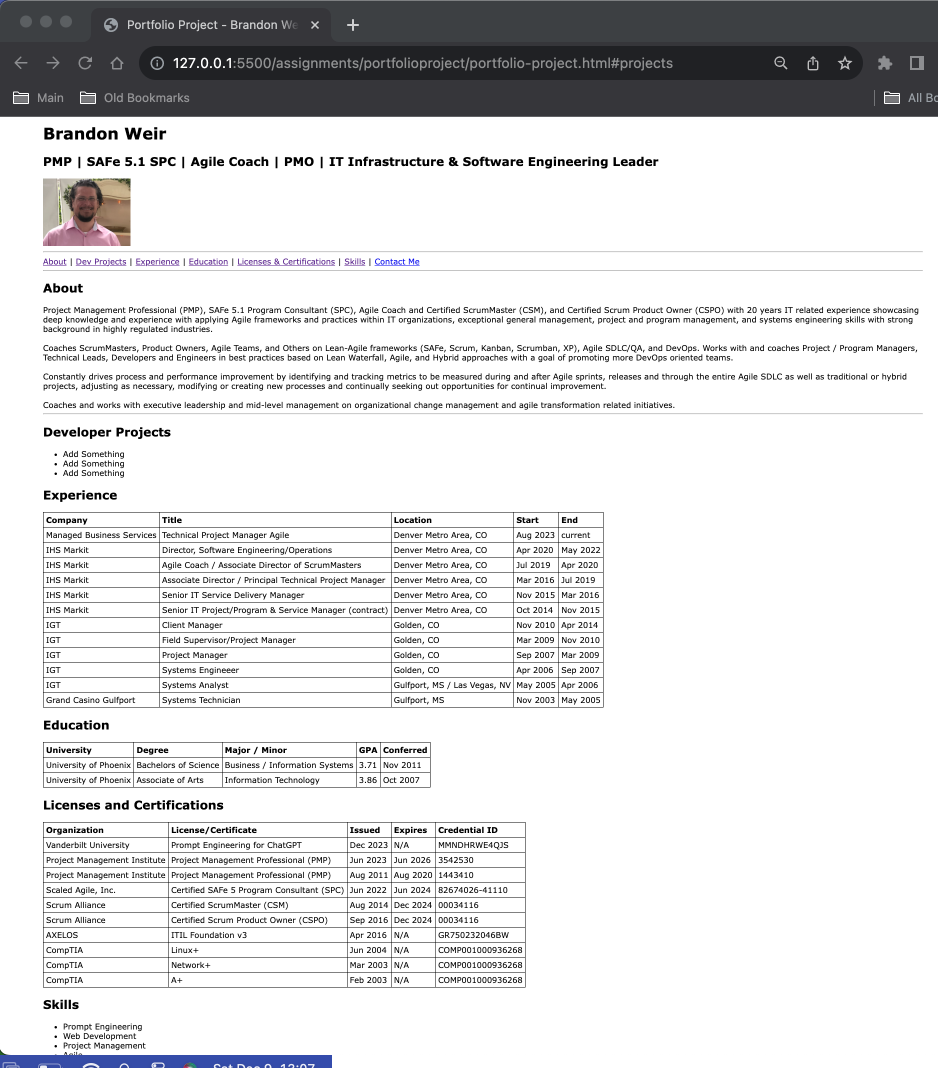 Portfolio Project - Brandon We
127.0.0.1:5500/assignments/portfolioproject/portfolio-project.html#projects
Main Old Bookmarks All Bo
Brandon Weir
PMP | SAFe 5.1 SPC | Agile Coach | PMO | IT Infrastructure & Software Engineering Leader
About | Dev Projects | Experience | Education | Licenses & Certifications | Skills | Contact Me
About
Project Management Professional (PMP), SAFe 5.1 Program Consultant (SPC), Agile Coach and Certified ScrumMaster (CSM), and Certified Scrum Product Owner (CSPO) with 20 years IT related experience showcasing
deep knowledge and experience with applying Agile frameworks and practices within IT organizations, exceptional general management, project and program management, and systems engineering skills with strong
background in highly regulated industries.
Coaches ScrumMasters, Product Owners, Agile Teams, and Others on Lean-Agile frameworks (SAFe, Scrum, Kanban, Scrumban, XP), Agile SDLC/QA, and DevOps. Works with and coaches Project / Program Managers,
Technical Leads, Developers and Engineers in best practices based on Lean Waterfall, Agile, and Hybrid approaches with a goal of promoting more DevOps oriented teams.
Constantly drives process and performance improvement by identifying and tracking metrics to be measured during and after Agile sprints, releases and through the entire Agile SDLC as well as traditional or hybrid
projects, adjusting as necessary, modifying or creating new processes and continually seeking out opportunities for continual improvement.
Coaches and works with executive leadership and mid-level management on organizational change management and agile transformation related initiatives.
Developer Projects
• Add Something
• Add Something
• Add Something
Experience
Company Title Location Start End
Managed Business Services Technical Project Manager Agile Denver Metro Area, CO Aug 2023 current
IHS Markit Director, Software Engineering/Operations Denver Metro Area, CO Apr 2020 May 2022
IHS Markit Agile Coach / Associate Director of ScrumMasters Denver Metro Area, CO Jul 2019 Apr 2020
IHS Markit Associate Director / Principal Technical Project Manager Denver Metro Area, CO Mar 2016 Jul 2019
IHS Markit Senior IT Service Delivery Manager Denver Metro Area, CO Nov 2015 Mar 2016
IHS Markit Senior IT Project/Program & Service Manager (contract) Denver Metro Area, CO Oct 2014 Nov 2015
IGT Client Manager Golden, CO Nov 2010 Apr 2014
IGT Field Supervisor/Project Manager Golden, CO Mar 2009 Nov 2010
IGT Project Manager Golden, CO Sep 2007 Mar 2009
IGT Systems Engineeer Golden, CO Apr 2006 Sep 2007
IGT Systems Analyst Gulfport, MS / Las Vegas, NV May 2005 Apr 2006
Grand Casino Gulfport Systems Technician Gulfport, MS Nov 2003 May 2005
Education
University Degree Major / Minor GPA Conferred
University of Phoenix Bachelors of Science Business / Information Systems 3.71 Nov 2011
University of Phoenix Associate of Arts Information Technology 3.86 Oct 2007
Licenses and Certifications
Organization License/Certificate Issued Expires Credential ID
Vanderbilt University Prompt Engineering for ChatGPT Dec 2023 N/A MMNDHRWE4QJS
Project Management Institute Project Management Professional (PMP) Jun 2023 Jun 2026 3542530
Project Management Institute Project Management Professional (PMP) Aug 2011 Aug 2020 1443410
Scaled Agile, Inc. Certified SAFe 5 Program Consultant (SPC) Jun 2022 Jun 2024 82674026-41110
Scrum Alliance Certified ScrumMaster (CSM) Aug 2014 Dec 2024 00034116
Scrum Alliance Certified Scrum Product Owner (CSPO) Sep 2016 Dec 2024 00034116
AXELOS ITIL Foundation v3 Apr 2016 N/A GR750232046BW
CompTIA Linux+ Jun 2004 N/A COMP001000936268
CompTIA Network+ Mar 2003 N/A COMP001000936268
CompTIA A+ Feb 2003 N/A COMP001000936268
Skills
• Prompt Engineering
• Web Development
• Project Management
• Agile